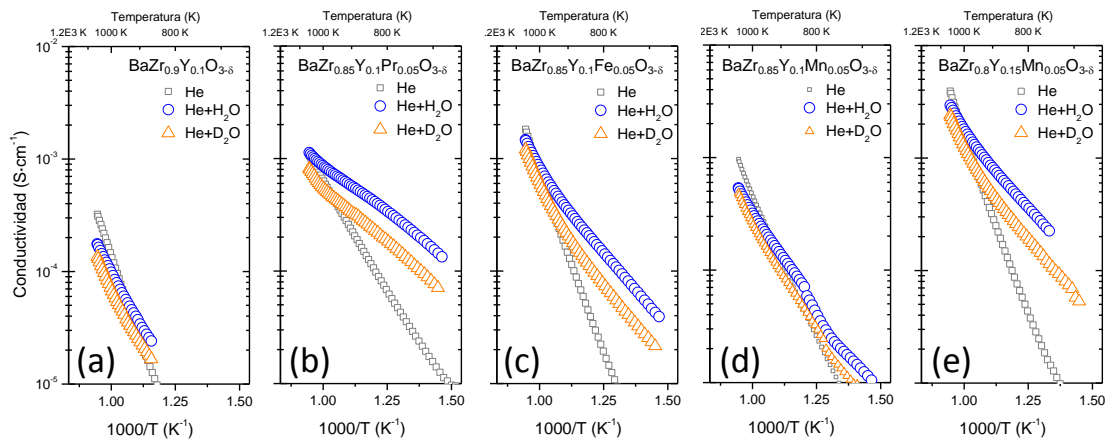 Temperatura (K)
1.2E3 K 1000 K 800 K
BaZr0.9Y0.1O3-δ
He
He+H2O
He+D2O
(a)
1.00 1.25 1.50
1000/T (K-1)
Conductividad (S·cm-1)
10-2
10-3
10-4
10-5
Temperatura (K)
1.2E3 K 1000 K 800 K
BaZr0.85Y0.1Pr0.05O3-δ
He
He+H2O
He+D2O
(b)
1.00 1.25 1.50
1000/T (K-1)
Temperatura (K)
.2E3 K 1000 K 800 K
BaZr0.85Y0.1Fe0.05O3-δ
He
He+H2O
He+D2O
(c)
1.00 1.25 1.50
1000/T (K-1)
Temperatura (K)
2E3 K 1000 K 800 K
BaZr0.85Y0.1Mn0.05O3-δ
He
He+H2O
He+D2O
(d)
1.00 1.25 1.50
1000/T (K-1)
Temperatura (K)
1.2E3 K 1000 K 800 K
BaZr0.8Y0.15Mn0.05O3-δ
He
He+H2O
He+D2O
(e)
1.00 1.25 1.50
1000/T (K-1)